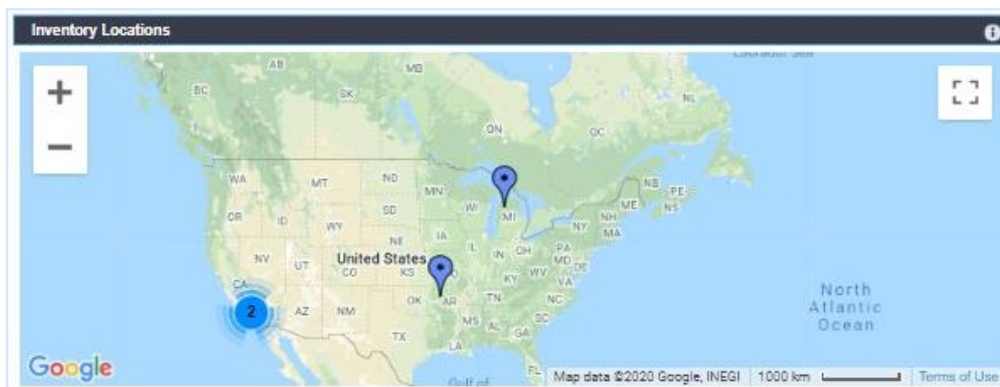 Inventory Locations
+
−
AB
MB
BC
SK
NL
ON
QC
WA
MT
ND
MN
NB
PE
NS
ME
OR
ID
SD
WI
MI
NH
MA
NY
WY
IA
NE
IL
IN
OH
PA
MD
DE
NV
UT
United States
CO
KS
KY
WV
VA
CA
2
AZ
NM
OK
AR
TN
NC
SC
MS
AL
GA
TX
LA
FL
North
Atlantic
Ocean
Gulf of
Google
Map data ©2020 Google, INEGI
1000 km
Terms of Use